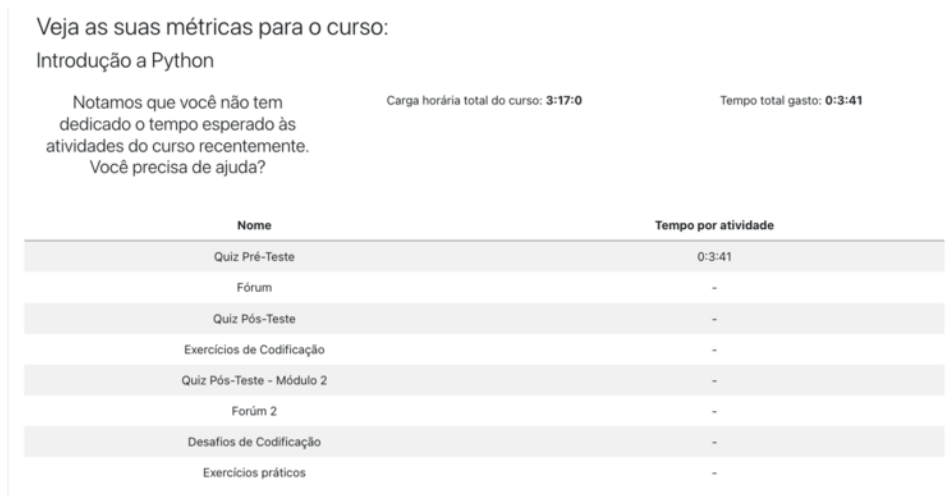 Veja as suas métricas para o curso:
Introdução a Python
Notamos que você não tem
dedicado o tempo esperado às
atividades do curso recentemente.
Você precisa de ajuda?
Carga horária total do curso: 3:17:0
Tempo total gasto: 0:3:41
Nome Tempo por atividade
Quiz Pré-Teste 0:3:41
Fórum -
Quiz Pós-Teste -
Exercícios de Codificação -
Quiz Pós-Teste - Módulo 2 -
Forúm 2 -
Desafios de Codificação -
Exercícios práticos -